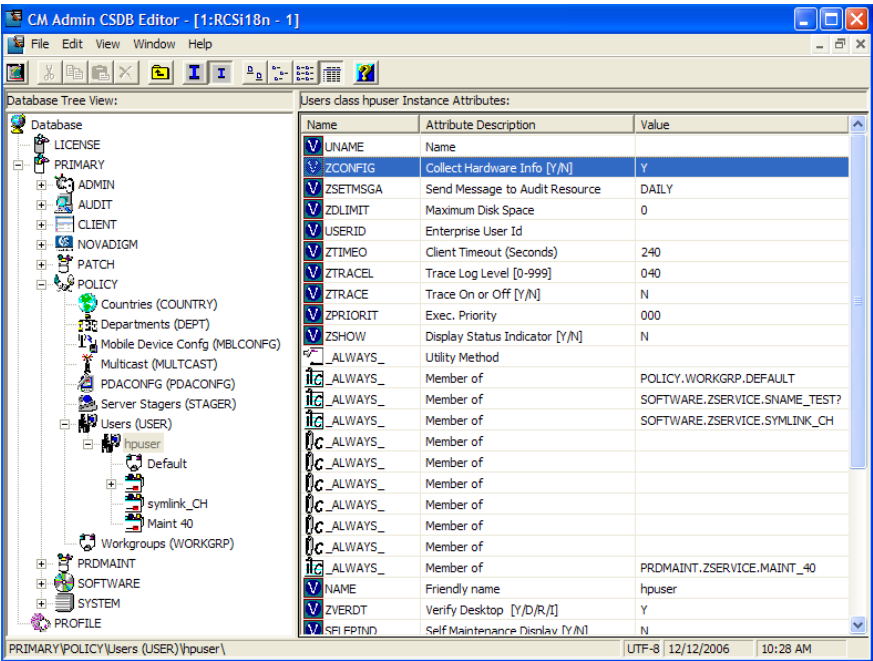 CM Admin CSDB Editor - [1:RCSi18n - 1]
File Edit View Window Help
Database Tree View:
Users class hpuser Instance Attributes:
Database
LICENSE
PRIMARY
ADMIN
AUDIT
CLIENT
NOVADIGM
PATCH
POLICY
Countries (COUNTRY)
Departments (DEPT)
Mobile Device Confg (MBLCONFG)
Multicast (MULTCAST)
PDACONFG (PDACONFG)
Server Stagers (STAGER)
Users (USER)
hpuser
Default
symlink_CH
Maint 40
Workgroups (WORKGRP)
PRDMAINT
SOFTWARE
SYSTEM
PROFILE
Name Attribute Description Value
UNAME Name
ZCONFIG Collect Hardware Info [Y/N] Y
ZSETMSGA Send Message to Audit Resource DAILY
ZDLIMIT Maximum Disk Space 0
USERID Enterprise User Id
ZTIMEO Client Timeout (Seconds) 240
ZTRACEL Trace Log Level [0-999] 040
ZTRACE Trace On or Off [Y/N] N
ZPRIORIT Exec. Priority 000
ZSHOW Display Status Indicator [Y/N] N
_ALWAYS_ Utility Method
_ALWAYS_ Member of POLICY.WORKGRP.DEFAULT
_ALWAYS_ Member of SOFTWARE.ZSERVICE.SNAME_TEST?
_ALWAYS_ Member of SOFTWARE.ZSERVICE.SYMLINK_CH
_ALWAYS_ Member of
_ALWAYS_ Member of
_ALWAYS_ Member of
_ALWAYS_ Member of
_ALWAYS_ Member of
_ALWAYS_ Member of
_ALWAYS_ Member of PRDMAINT.ZSERVICE.MAINT_40
NAME Friendly name hpuser
ZVERDT Verify Desktop [Y/D/R/I] Y
SELFPIND Self Maintenance Display [Y/N] N
PRIMARY\POLICY\Users (USER)\hpuser\
UTF-8 12/12/2006 10:28 AM